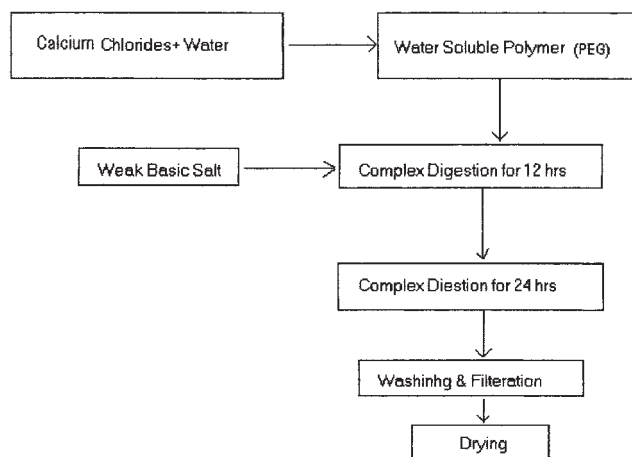 Calcium Chlorides+ Water
Water Soluble Polymer (PEG)
Weak Basic Salt
Complex Digestion for 12 hrs
Complex Diestion for 24 hrs
Washinhg & Filteration
Drying